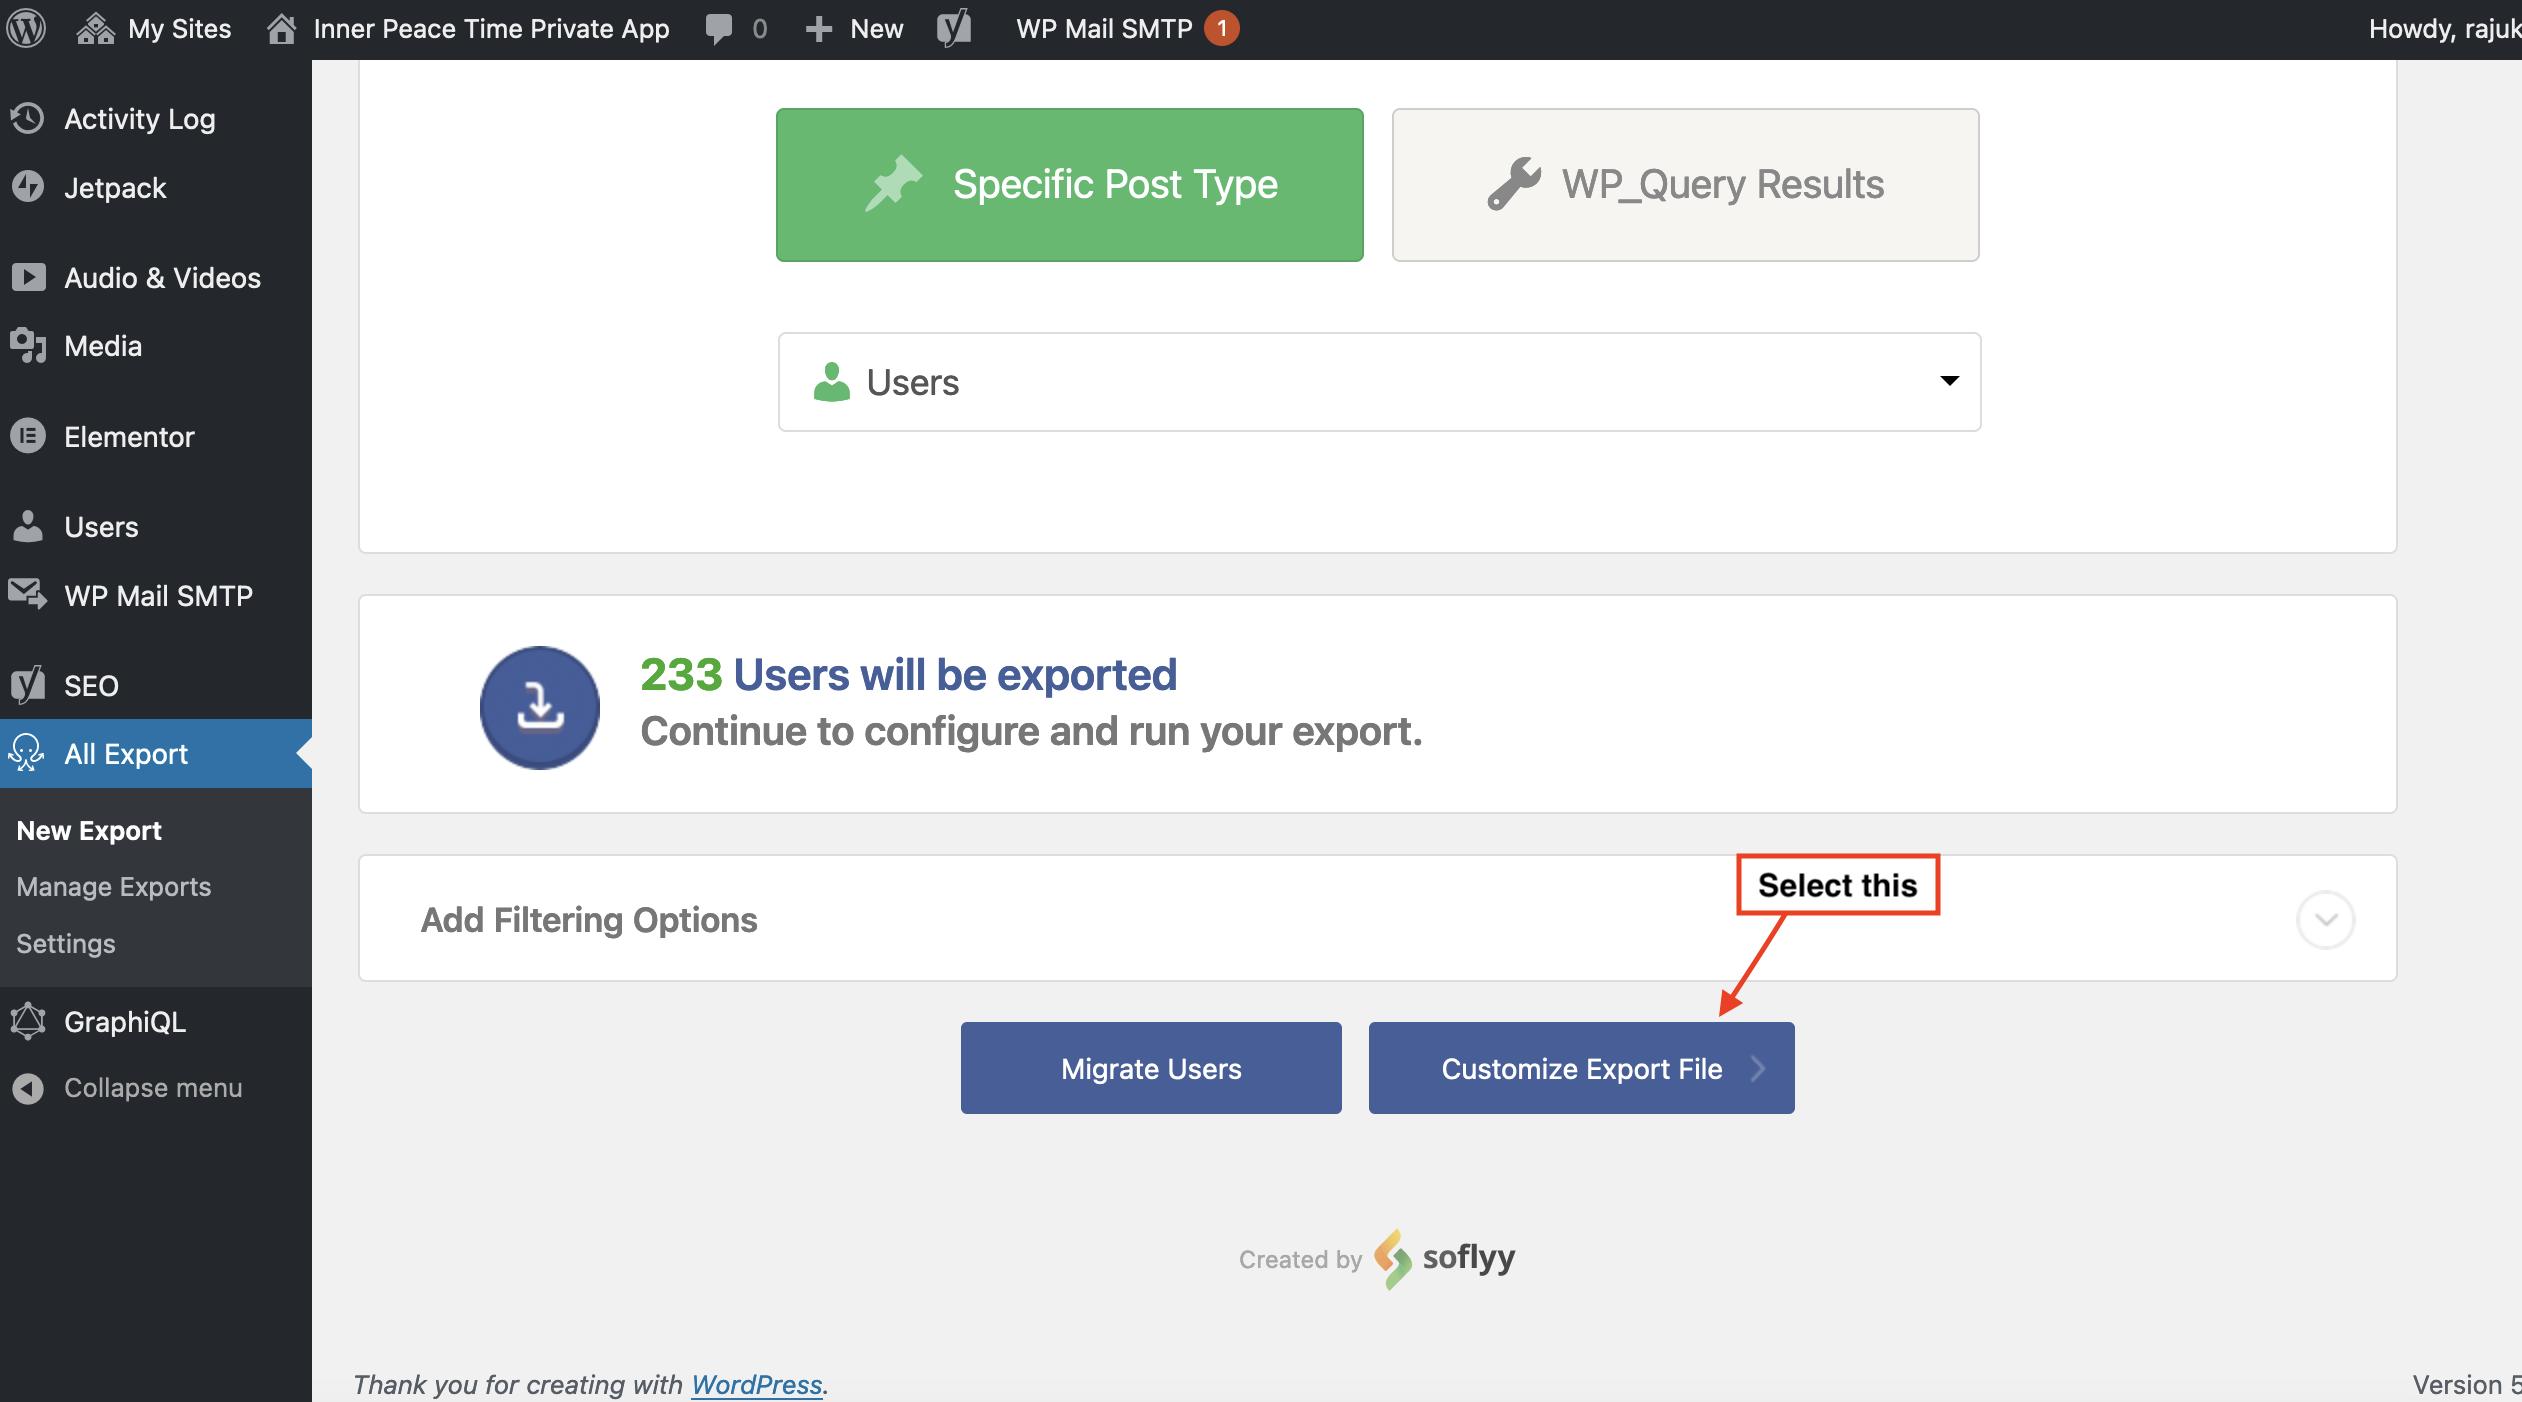 My Sites
Inner Peace Time Private App
0
New
WP Mail SMTP 1
Howdy, rajuk
Activity Log
Jetpack
Audio & Videos
Media
Elementor
Users
WP Mail SMTP
SEO
All Export
New Export
Manage Exports
Settings
GraphiQL
Collapse menu
Specific Post Type
WP_Query Results
Users
233 Users will be exported
Continue to configure and run your export.
Add Filtering Options
Select this
Migrate Users
Customize Export File
Created by soflyy
Thank you for creating with WordPress.
Version 5